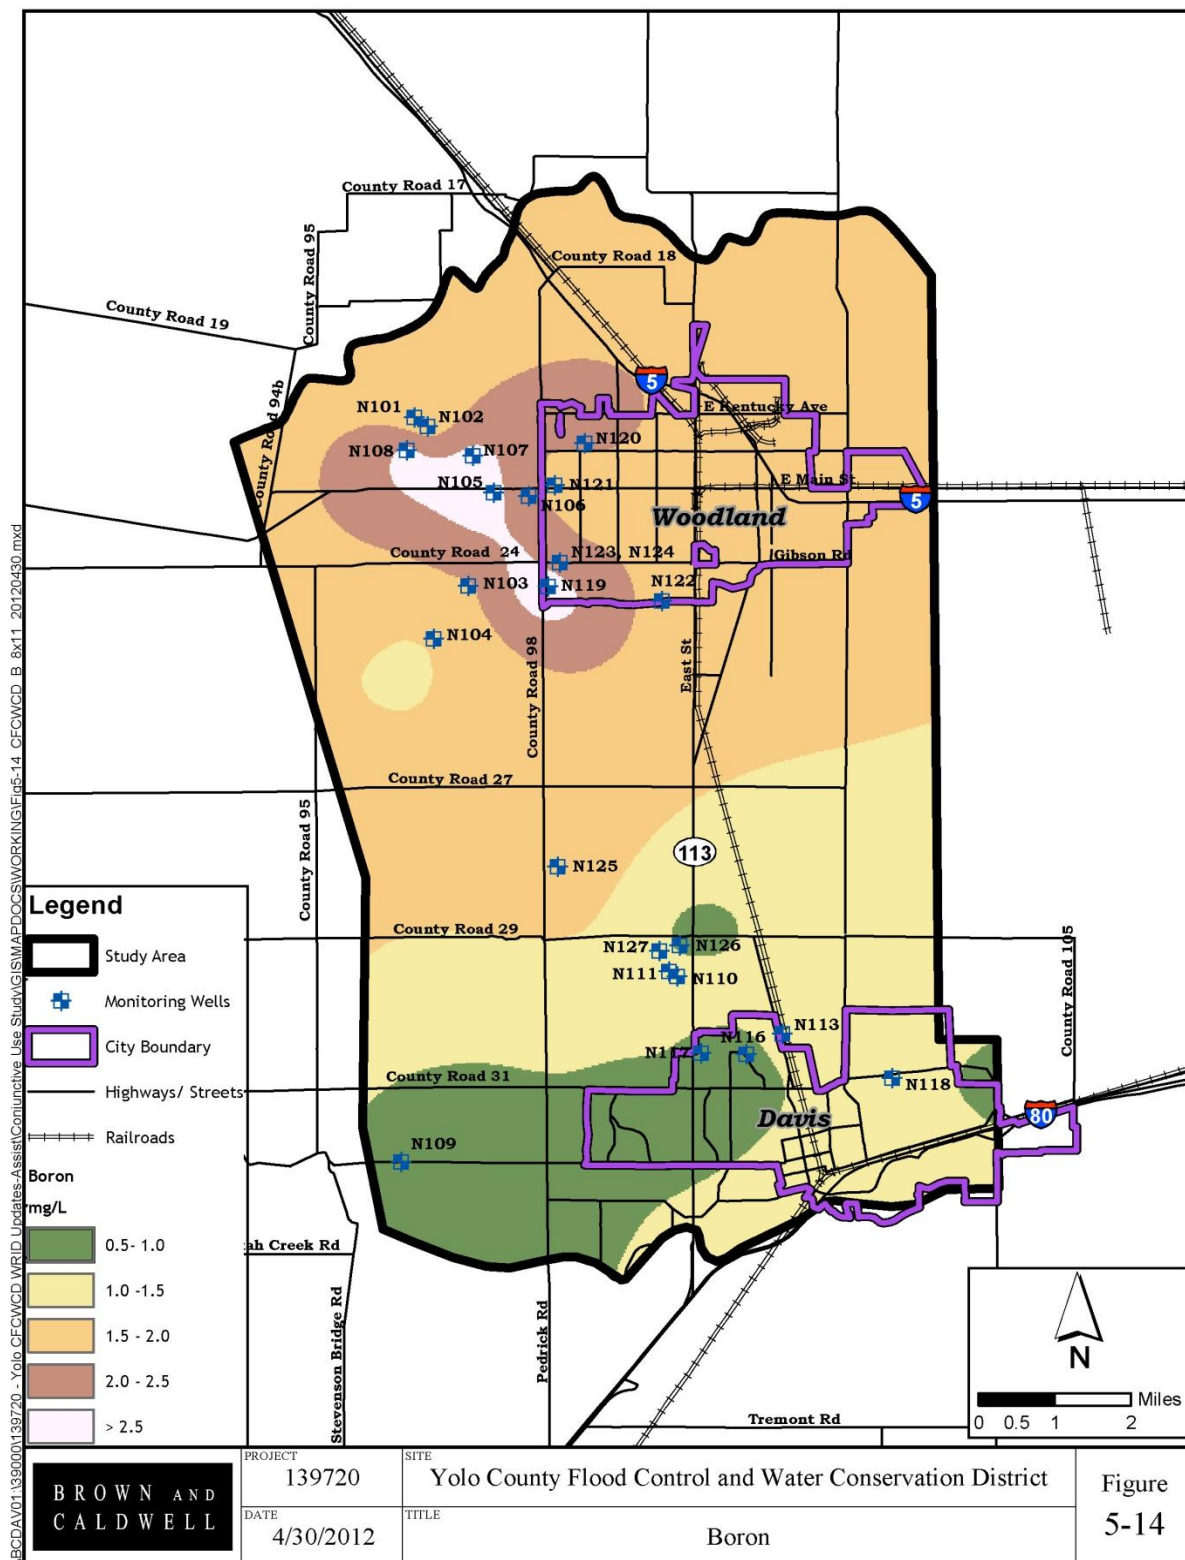 County Road 17
County Road 95
County Road 18
County Road 19
County Road 94b
5
E Kentucky Ave
N101
N102
N108
N107
N120
N105
N121
N106
E Main St
5
Woodland
County Road 24
N123, N124
Gibson Rd
N103
N119
N122
N104
East St
County Road 98
County Road 27
113
N125
County Road 95
County Road 29
N127
N126
N111
N110
County Road 105
N113
N117
N116
County Road 31
N118
Davis
80
N109
ah Creek Rd
Stevenson Bridge Rd
Pedrick Rd
Tremont Rd
Legend
Study Area
Monitoring Wells
City Boundary
Highways/ Streets
Railroads
Boron
mg/L
0.5- 1.0
1.0 -1.5
1.5 - 2.0
2.0 - 2.5
> 2.5
N
Miles
0 0.5 1 2
BROWN AND
CALDWELL
PROJECT
139720
DATE
4/30/2012
SITE
Yolo County Flood Control and Water Conservation District
TITLE
Boron
Figure
5-14